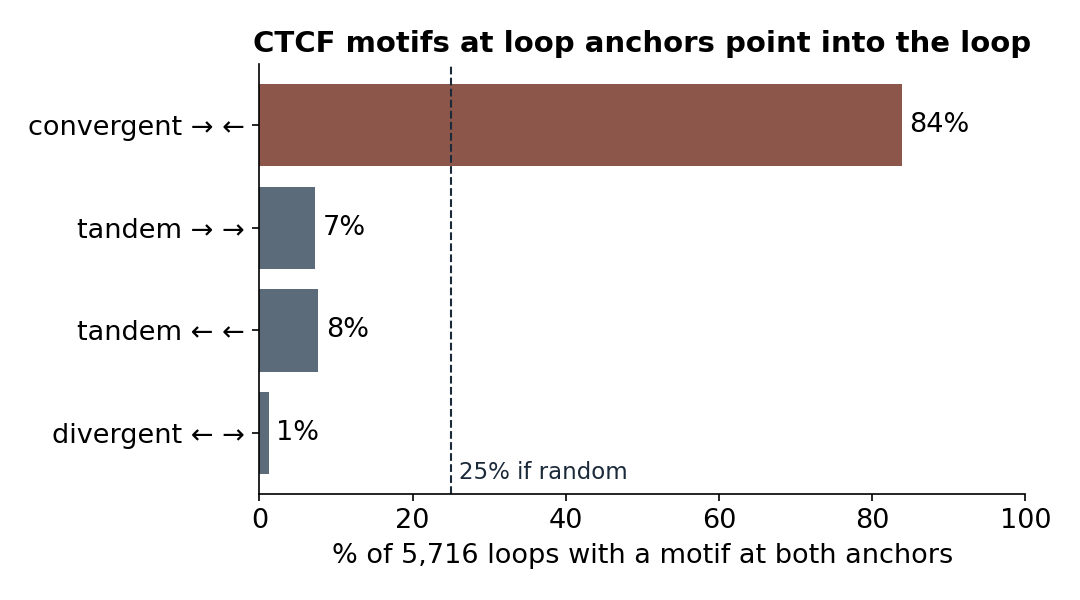 CTCF motifs at loop anchors point into the loop
convergent → ←
84%
tandem → →
7%
tandem ← ←
8%
divergent ← →
1%
25% if random
0 20 40 60 80 100
% of 5,716 loops with a motif at both anchors